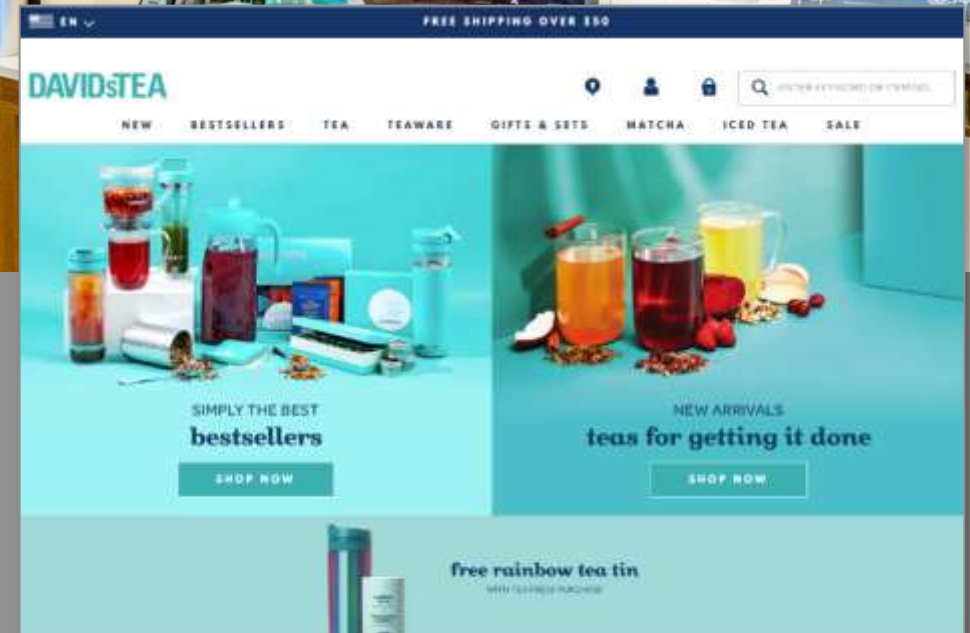 EN
FREE SHIPPING OVER $50
DAVIDsTEA
NEW BESTSELLERS TEA TEAWARE GIFTS & SETS MATCHA ICED TEA SALE
SIMPLY THE BEST
bestsellers
SHOP NOW
NEW ARRIVALS
teas for getting it done
SHOP NOW
free rainbow tea tin